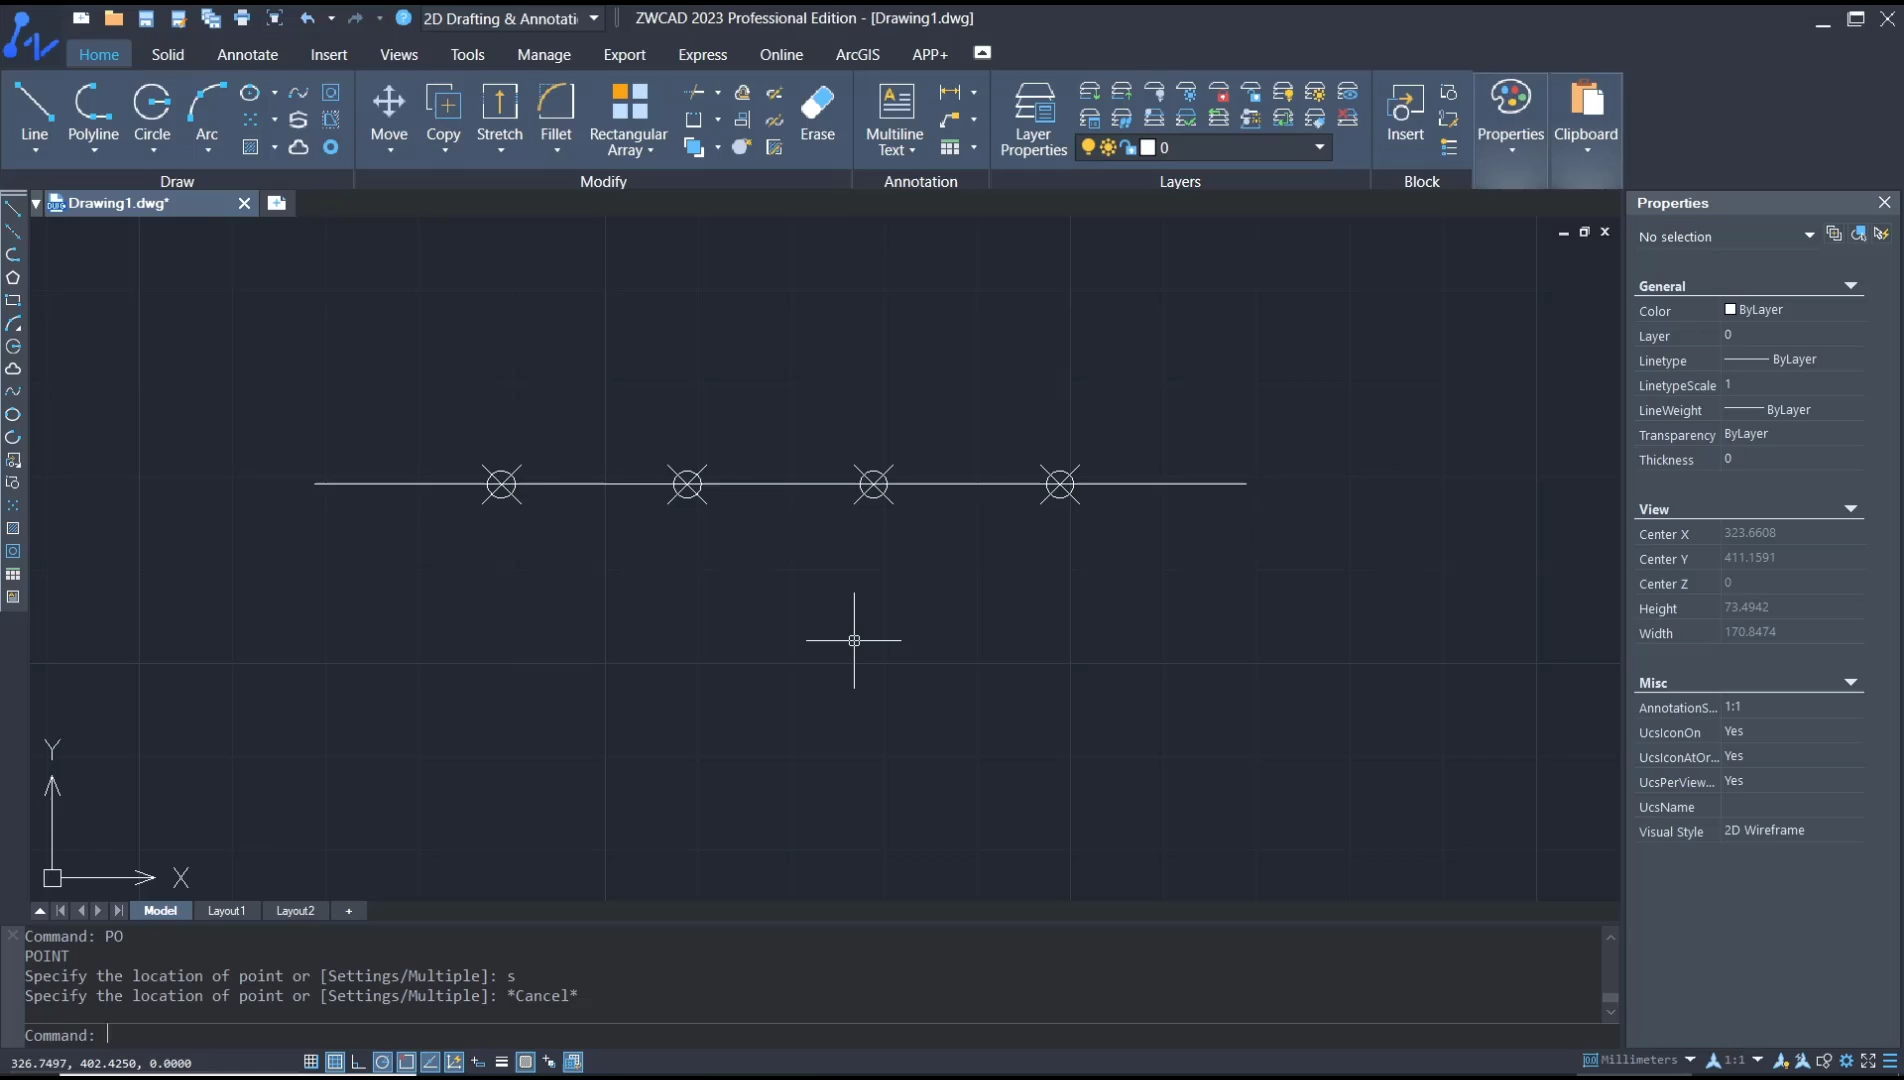 2D Drafting & Annotati
ZWCAD 2023 Professional Edition - [Drawing1.dwg]
Home Solid Annotate Insert Views Tools Manage Export Express Online ArcGIS APP+
Line Polyline Circle Arc
Move Copy Stretch Fillet Rectangular Array Erase
Multiline Text
Layer Properties
0
Insert
Properties
Clipboard
Draw Modify Annotation Layers Block
Drawing1.dwg*
Properties
No selection
General
Color ByLayer
Layer 0
Linetype ByLayer
LinetypeScale 1
LineWeight ByLayer
Transparency ByLayer
Thickness 0
View
Center X 323.6608
Center Y 411.1591
Center Z 0
Height 73.4942
Width 170.8474
Misc
AnnotationS... 1:1
UcsIconOn Yes
UcsIconAtOr... Yes
UcsPerView... Yes
UcsName
Visual Style 2D Wireframe
Y
X
Model Layout1 Layout2 +
Command: PO
POINT
Specify the location of point or [Settings/Multiple]: s
Specify the location of point or [Settings/Multiple]: *Cancel*
Command:
326.7497, 402.4250, 0.0000
Millimeters 1:1